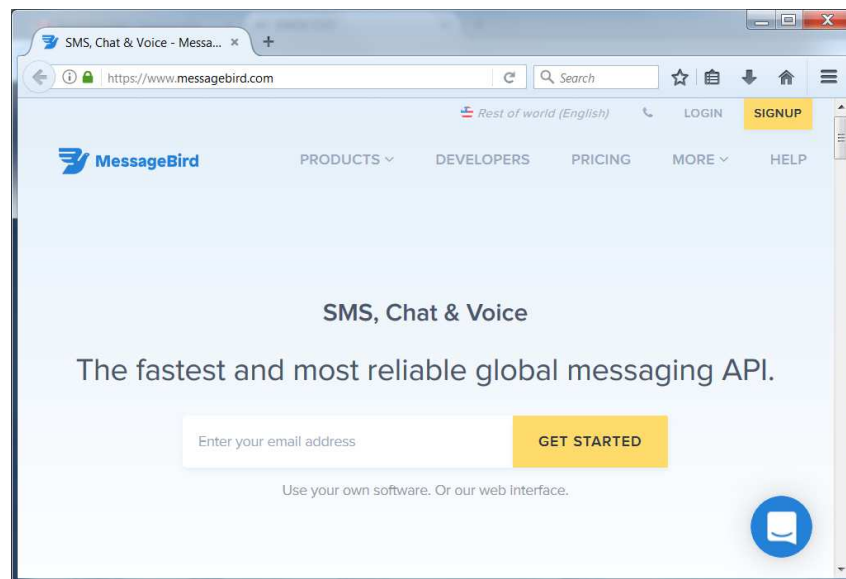 SMS, Chat & Voice - Messa...
https://www.messagebird.com
Search
Rest of world (English)
LOGIN
SIGNUP
MessageBird
PRODUCTS
DEVELOPERS
PRICING
MORE
HELP
SMS, Chat & Voice
The fastest and most reliable global messaging API.
Enter your email address
GET STARTED
Use your own software. Or our web interface.